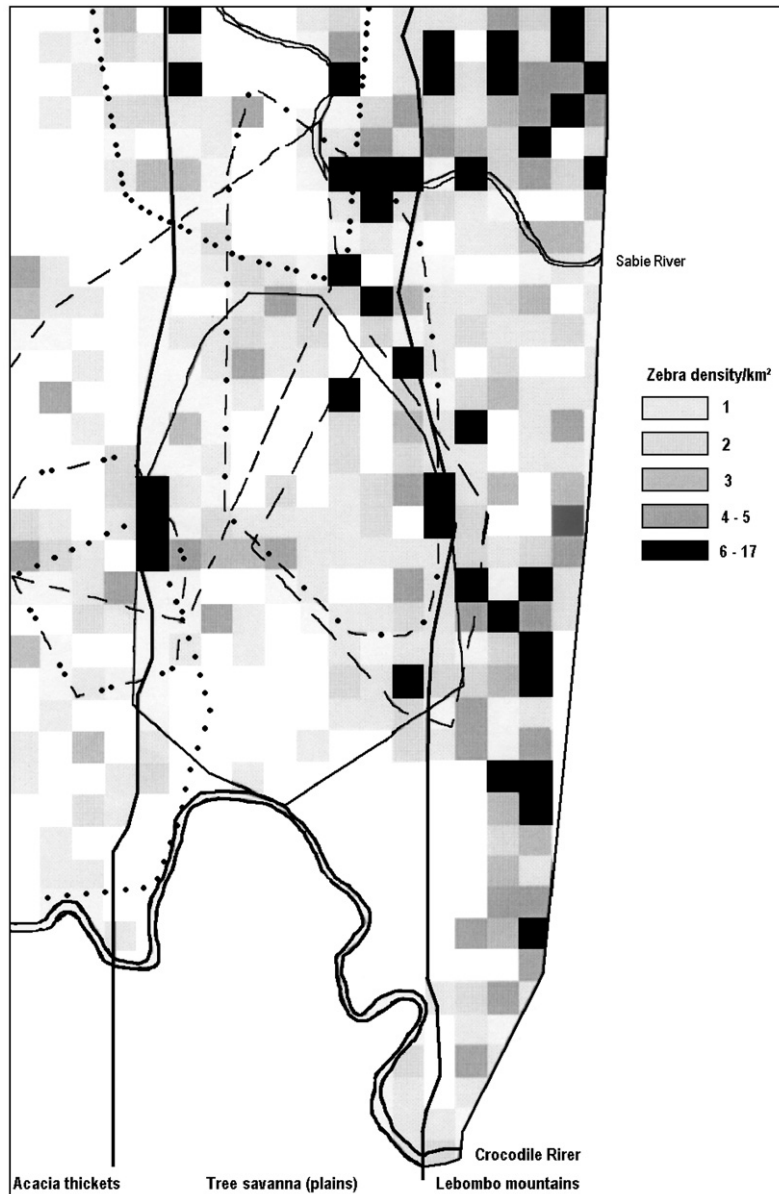 Sabie River
Zebra density/km²
1
2
3
4 - 5
6 - 17
Crocodile Rirer
Acacia thickets
Tree savanna (plains)
Lebombo mountains